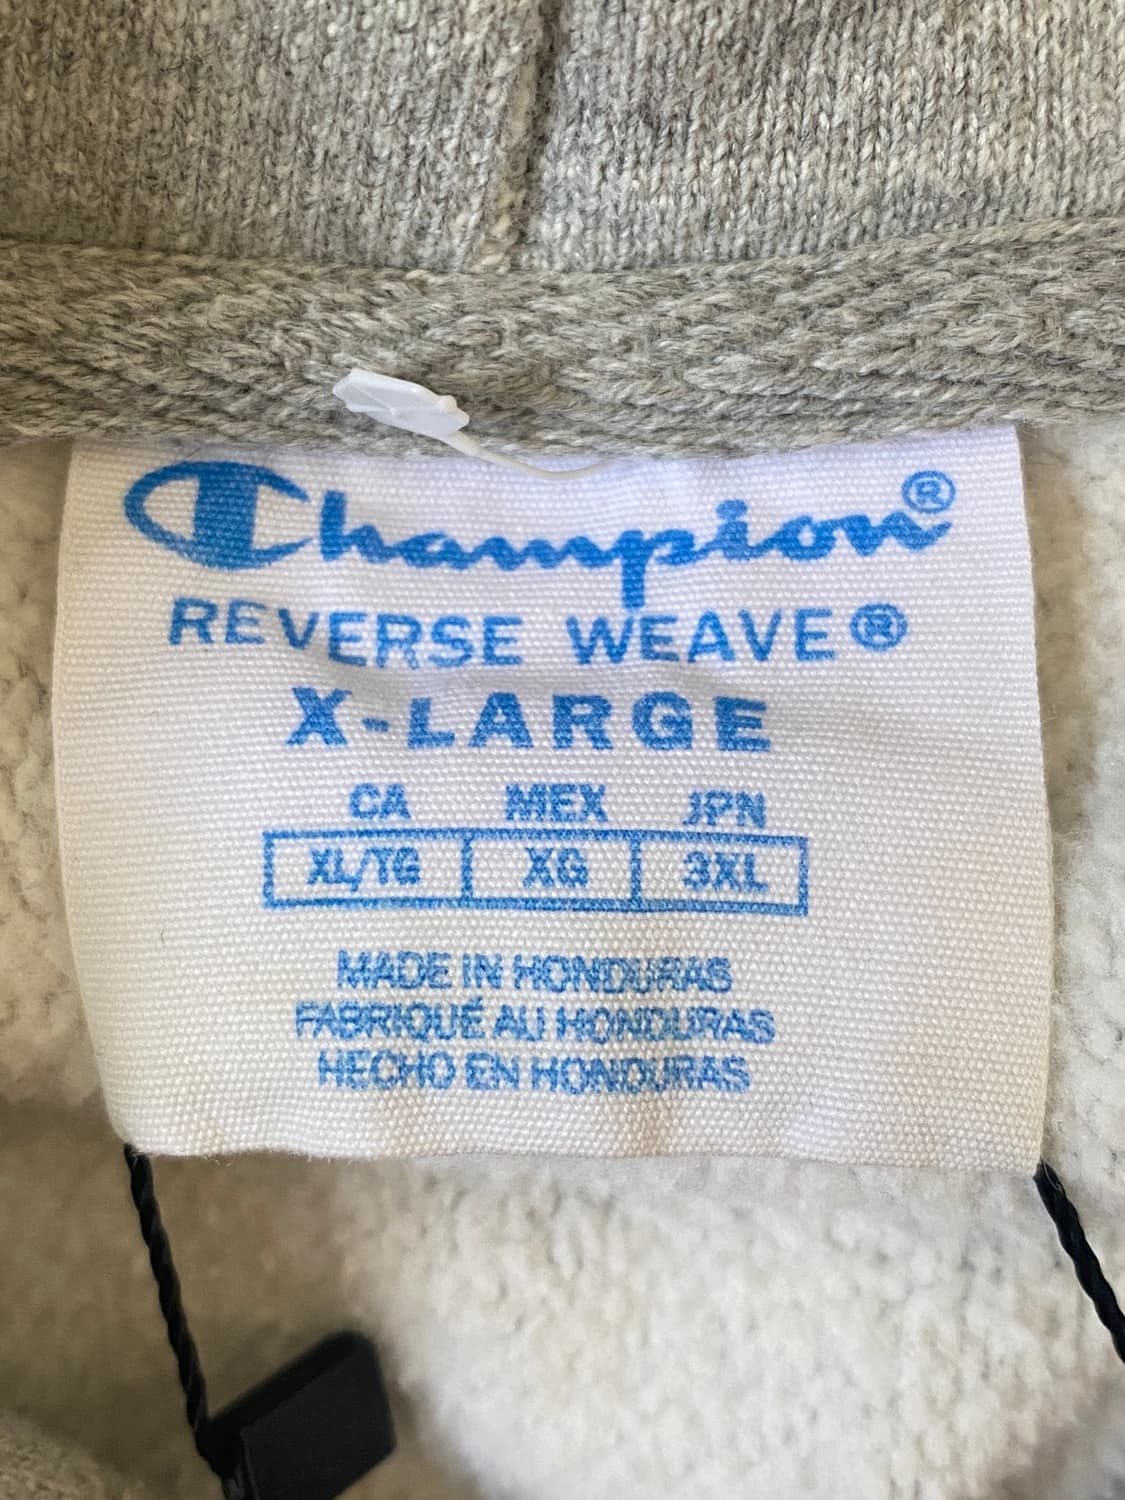 Champion®
REVERSE WEAVE®
X-LARGE
CA MEX JPN
XL/TG XG 3XL
MADE IN HONDURAS
FABRIQUÉ AU HONDURAS
HECHO EN HONDURAS